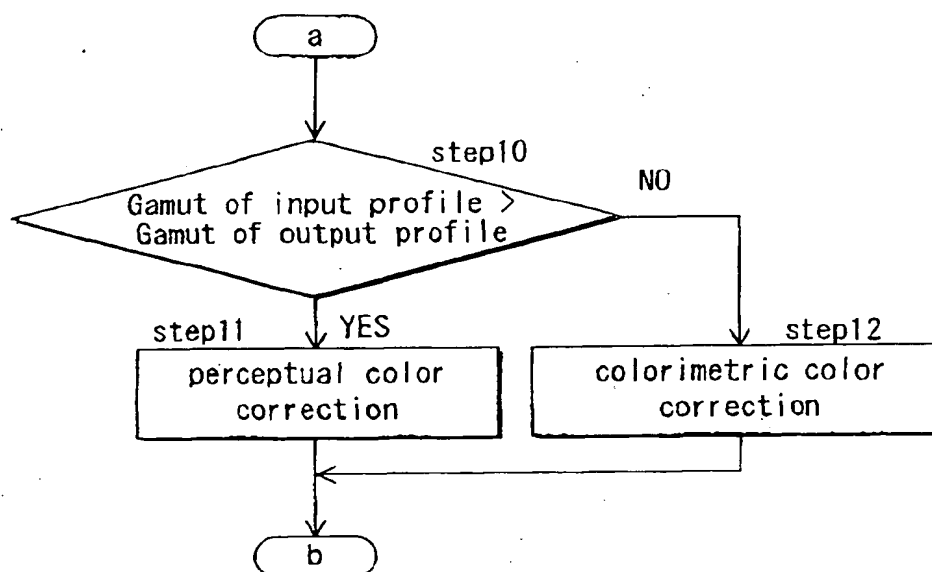 a
step10
NO
Gamut of input profile >
Gamut of output profile
step11
YES
step12
perceptual color
correction
colorimetric color
correction
b